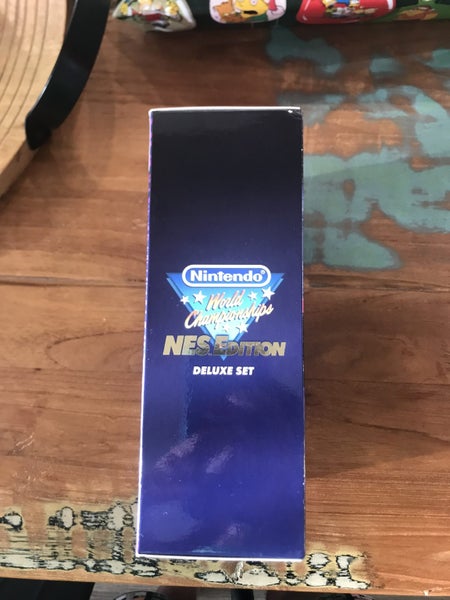 Nintendo®
World
Championships
NES EDITION
DELUXE SET